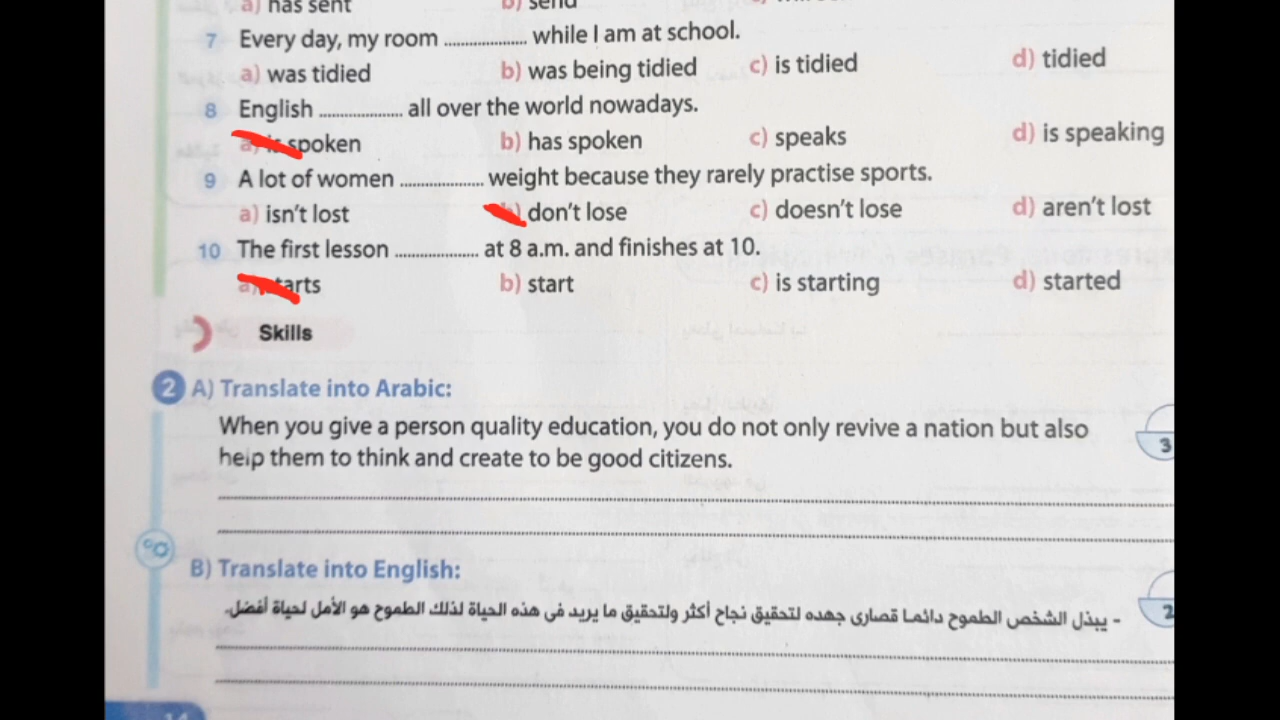 a) has sent b) send
7 Every day, my room .................... while I am at school.
a) was tidied b) was being tidied c) is tidied d) tidied
8 English .................... all over the world nowadays.
spoken b) has spoken c) speaks d) is speaking
9 A lot of women .................... weight because they rarely practise sports.
a) isn't lost don't lose c) doesn't lose d) aren't lost
10 The first lesson .................... at 8 a.m. and finishes at 10.
a) starts b) start c) is starting d) started
Skills
2 A) Translate into Arabic:
When you give a person quality education, you do not only revive a nation but also
help them to think and create to be good citizens.
3
B) Translate into English:
- يبذل الشخص الطموح دائما قصارى جهده لتحقيق نجاح أكثر ولتحقيق ما يريد فى هذه الحياة لذلك الطموح هو الأمل لحياة أفضل.
2
14